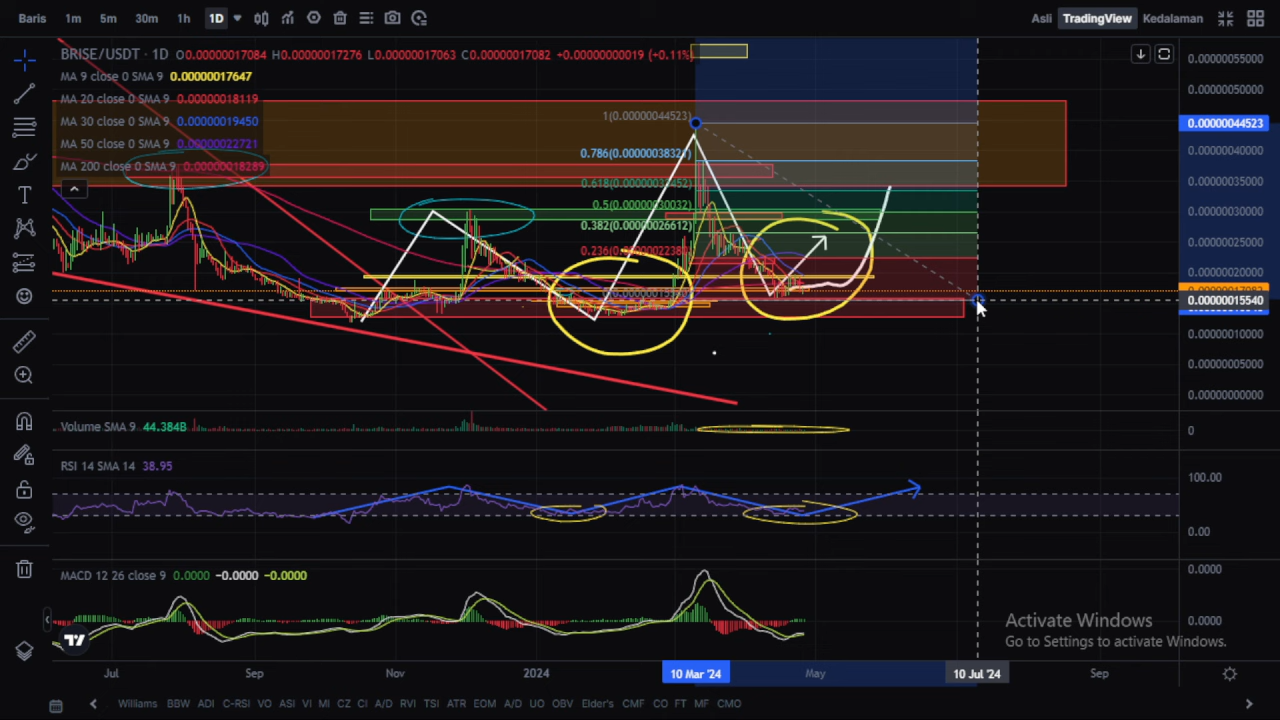 Baris 1m 5m 30m 1h 1D Asli TradingView Kedalaman
BRISE/USDT · 1D O0.00000017084 H0.00000017276 L0.00000017063 C0.00000017082 +0.00000000019 (+0.11%)
MA 9 close 0 SMA 9 0.00000017647
MA 20 close 0 SMA 9 0.00000018119
MA 30 close 0 SMA 9 0.00000019450
MA 50 close 0 SMA 9 0.00000022721
MA 200 close 0 SMA 9 0.00000018289
1(0.00000044523)
0.786(0.00000038321)
0.618(0.00000033452)
0.5(0.00000030032)
0.382(0.00000026612)
0.236(0.00000022380)
0.00000055000
0.00000050000
0.00000044523
0.00000040000
0.00000035000
0.00000030000
0.00000025000
0.00000020000
0.00000015540
0.00000010000
0.00000005000
0.00000000000
Volume SMA 9 44.384B
0
RSI 14 SMA 14 38.95
100.00
0.00
MACD 12 26 close 9 0.0000 −0.0000 −0.0000
0.0000
0.0000
Activate Windows
Go to Settings to activate Windows.
Jul Sep Nov 2024 10 Mar '24 May 10 Jul '24 Sep
Williams BBW ADI C-RSI VO ASI VI MI CZ CI A/D RVI TSI ATR EOM A/D UO OBV Elder's CMF CO FT MF CMO